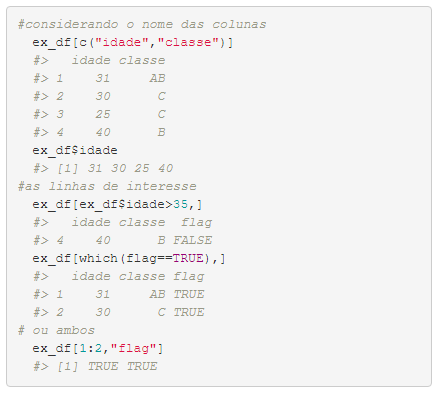 #considerando o nome das colunas
  ex_df[c("idade","classe")]
  #>   idade classe
  #> 1    31     AB
  #> 2    30      C
  #> 3    25      C
  #> 4    40      B
  ex_df$idade
  #> [1] 31 30 25 40
#as linhas de interesse
  ex_df[ex_df$idade>35,]
  #>   idade classe  flag
  #> 4    40      B FALSE
  ex_df[which(flag==TRUE),]
  #>   idade classe flag
  #> 1    31     AB TRUE
  #> 2    30      C TRUE
# ou ambos
  ex_df[1:2,"flag"]
  #> [1] TRUE TRUE